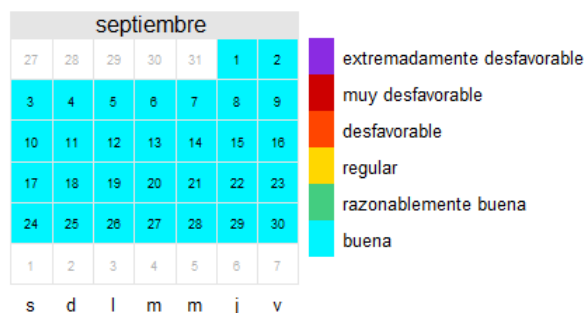 septiembre
27 28 29 30 31 1 2
3 4 5 6 7 8 9
10 11 12 13 14 15 16
17 18 19 20 21 22 23
24 25 26 27 28 29 30
1 2 3 4 5 6 7
s d l m m j v
extremadamente desfavorable
muy desfavorable
desfavorable
regular
razonablemente buena
buena